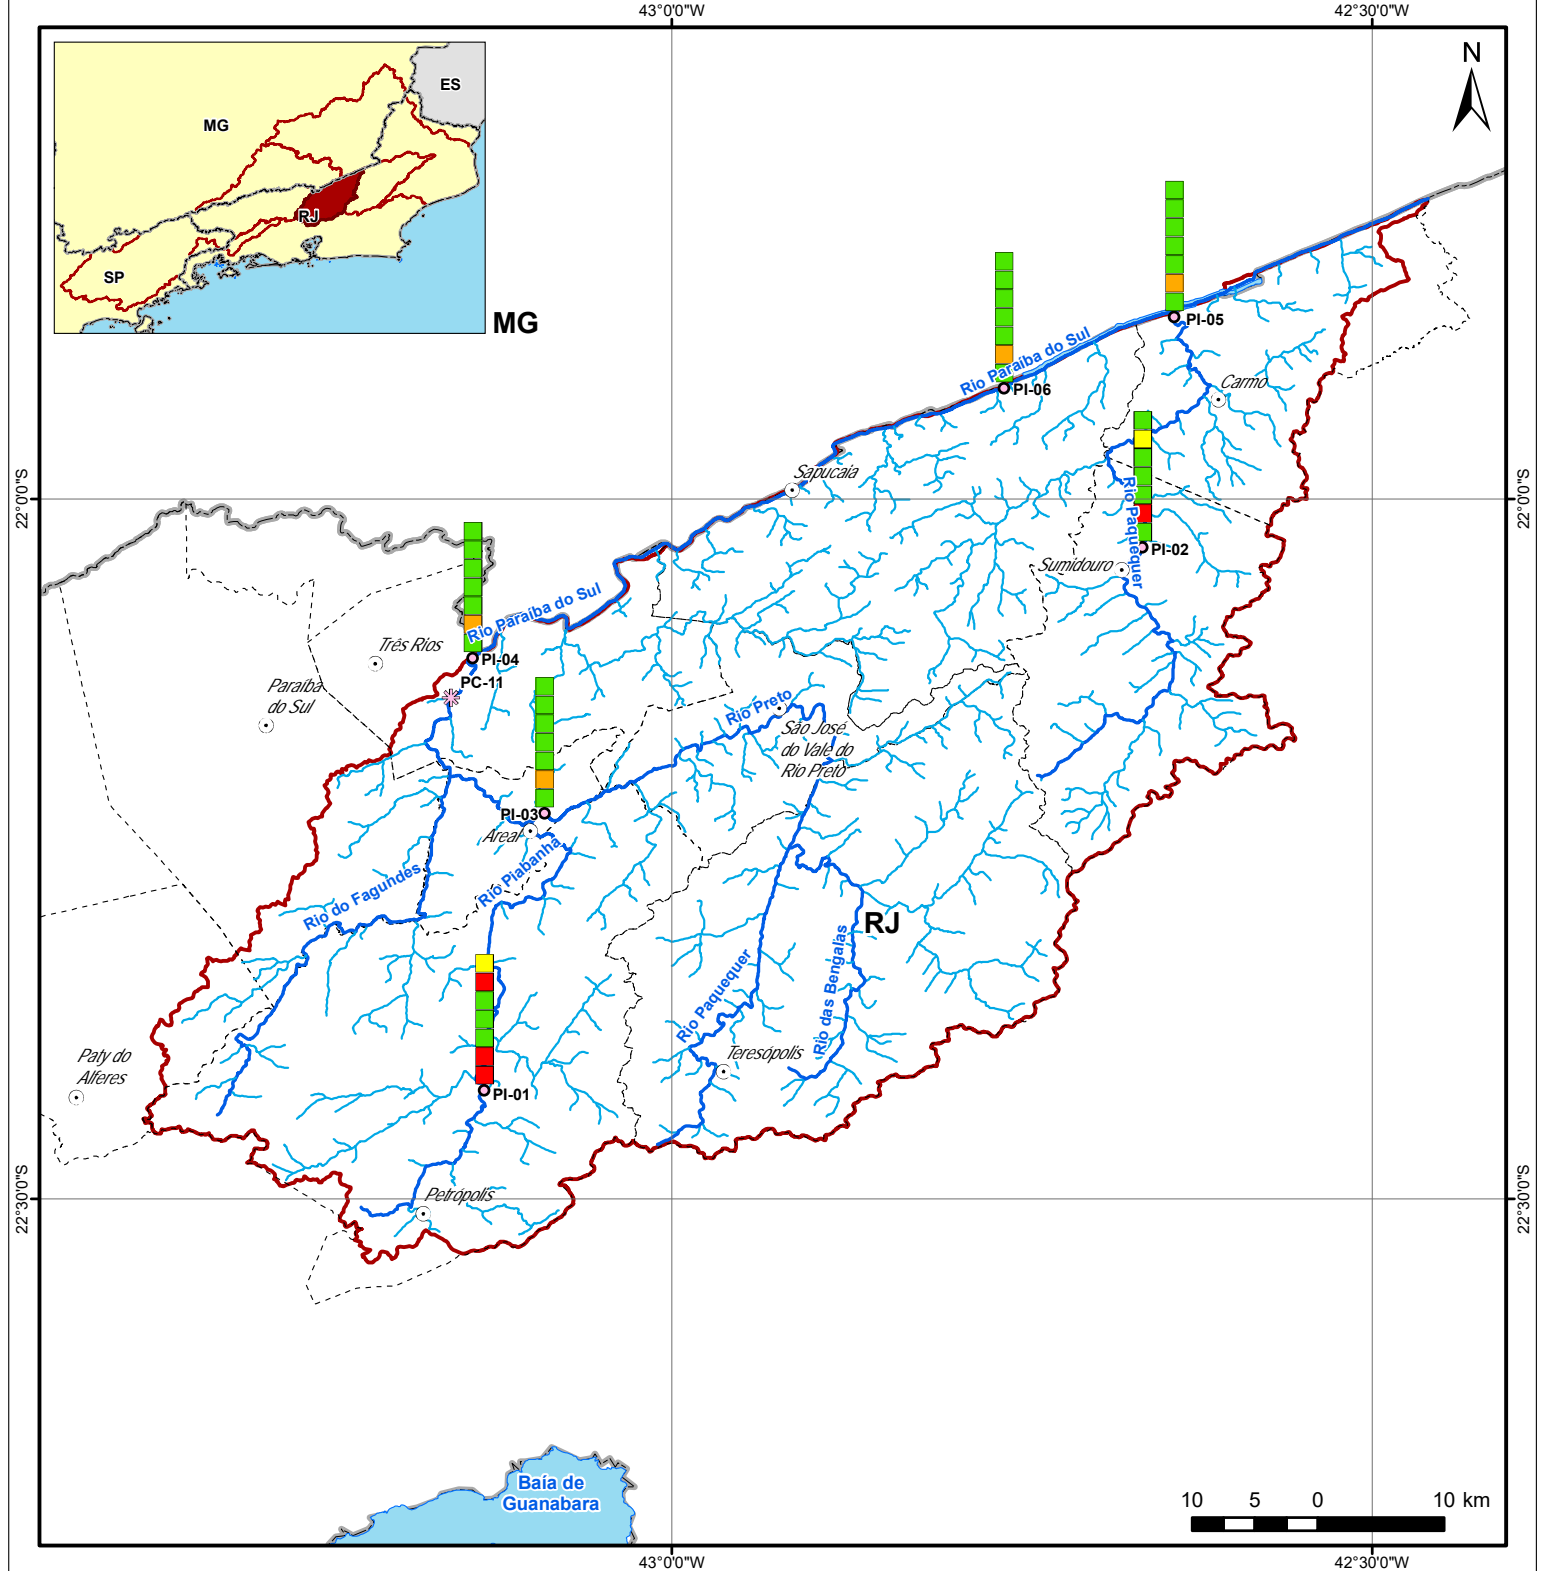 43°0'0"W
42°30'0"W
ES
MG
RJ
SP
N
MG
PI-05
Rio Paraíba do Sul
PI-06
Carmo
Sapucaia
22°0'0"S
22°0'0"S
Rio Paquequer
PI-02
Sumidouro
Rio Paraíba do Sul
Três Rios
PI-04
PC-11
Paraíba
do Sul
Rio Preto
São José
do Vale do
Rio Preto
PI-03
Areal
Rio Piabanha
Rio do Fagundes
RJ
Rio Paquequer
Rio das Bengalas
Paty do
Alferes
Teresópolis
PI-01
Petrópolis
22°30'0"S
22°30'0"S
Baía de
Guanabara
10 5 0 10 km
43°0'0"W
42°30'0"W